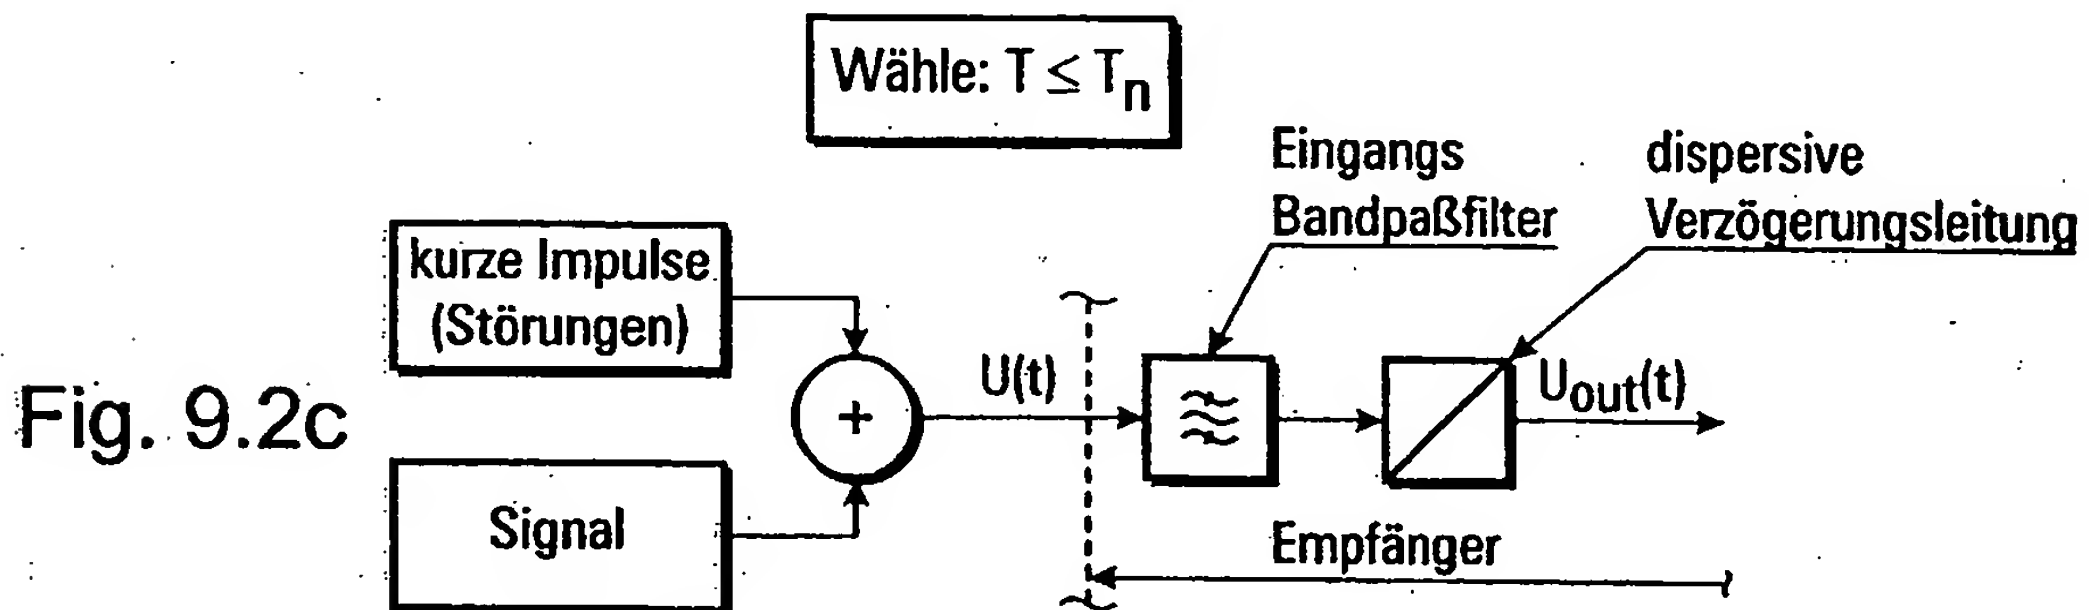 Wähle: T ≤ Tn
Eingangs
Bandpaßfilter
dispersive
Verzögerungsleitung
kurze Impulse
(Störungen)
U(t)
+
Uout(t)
Fig. 9.2c
Signal
Empfänger